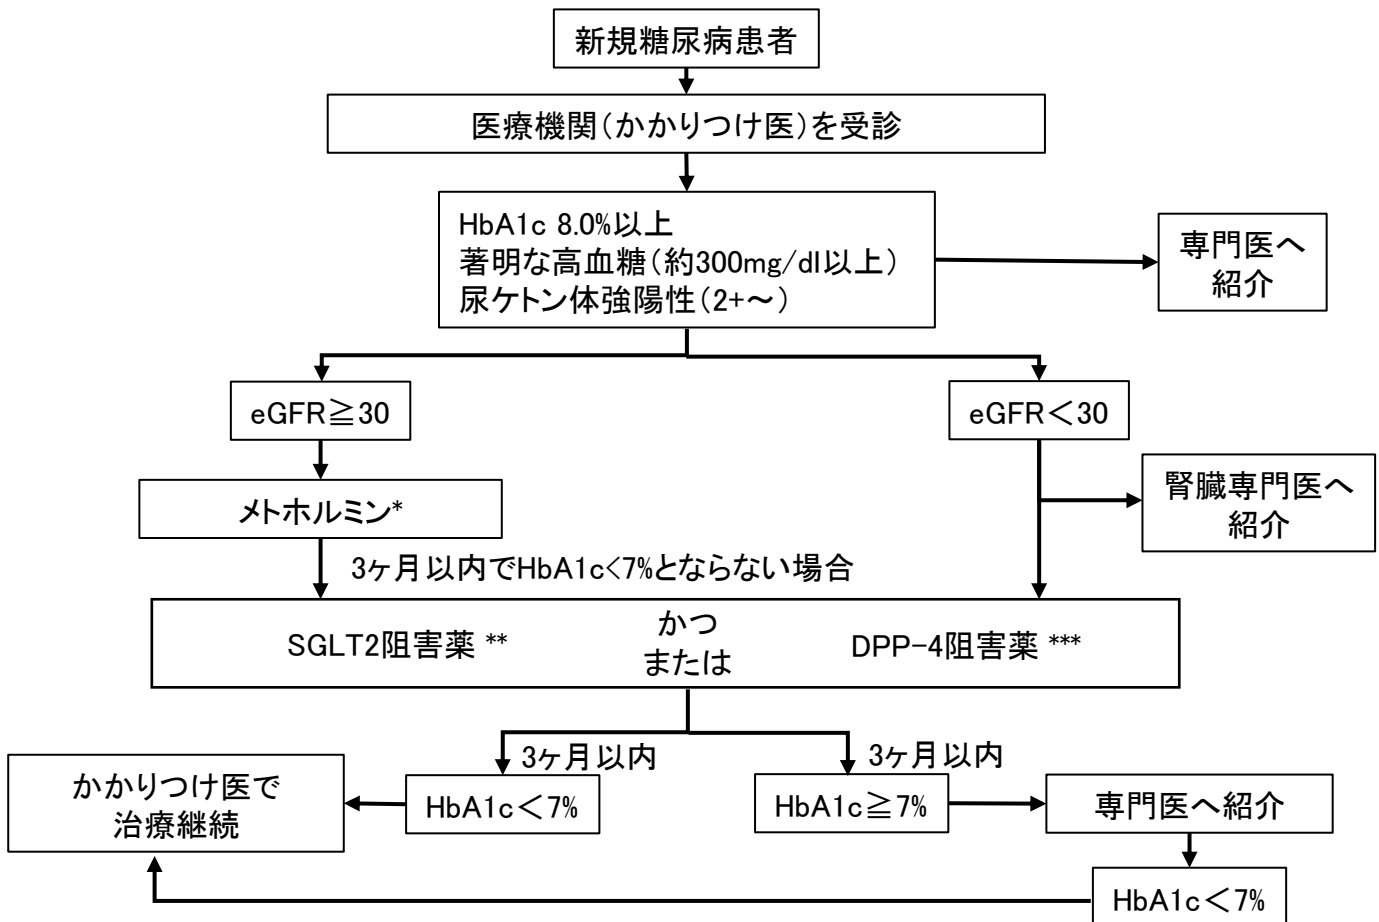 新規糖尿病患者
医療機関(かかりつけ医)を受診
HbA1c 8.0%以上
著明な高血糖(約300mg/dl以上)
尿ケトン体強陽性(2+～)
専門医へ
紹介
eGFR≧30
eGFR＜30
メトホルミン*
腎臓専門医へ
紹介
3ヶ月以内でHbA1c<7%とならない場合
SGLT2阻害薬 **
かつ
または
DPP-4阻害薬 ***
3ヶ月以内
3ヶ月以内
かかりつけ医で
治療継続
HbA1c＜7%
HbA1c≧7%
専門医へ紹介
HbA1c＜7%